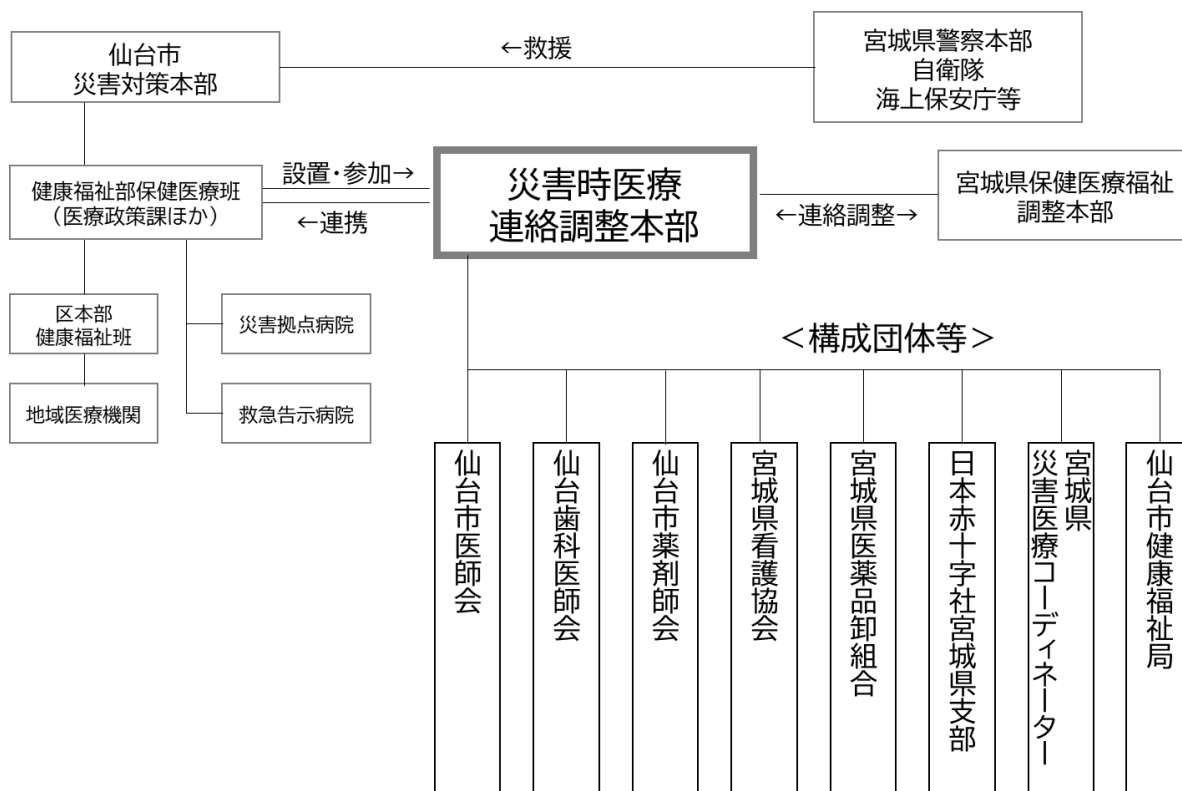 仙台市
災害対策本部
←救援
宮城県警察本部
自衛隊
海上保安庁等
健康福祉部保健医療班
(医療政策課ほか)
設置・参加→
←連携
災害時医療
連絡調整本部
←連絡調整→
宮城県保健医療福祉
調整本部
区本部
健康福祉班
災害拠点病院
地域医療機関
救急告示病院
<構成団体等>
仙台市医師会
仙台歯科医師会
仙台市薬剤師会
宮城県看護協会
宮城県医薬品卸組合
日本赤十字社宮城県支部
宮城県
災害医療コーディネーター
仙台市健康福祉局